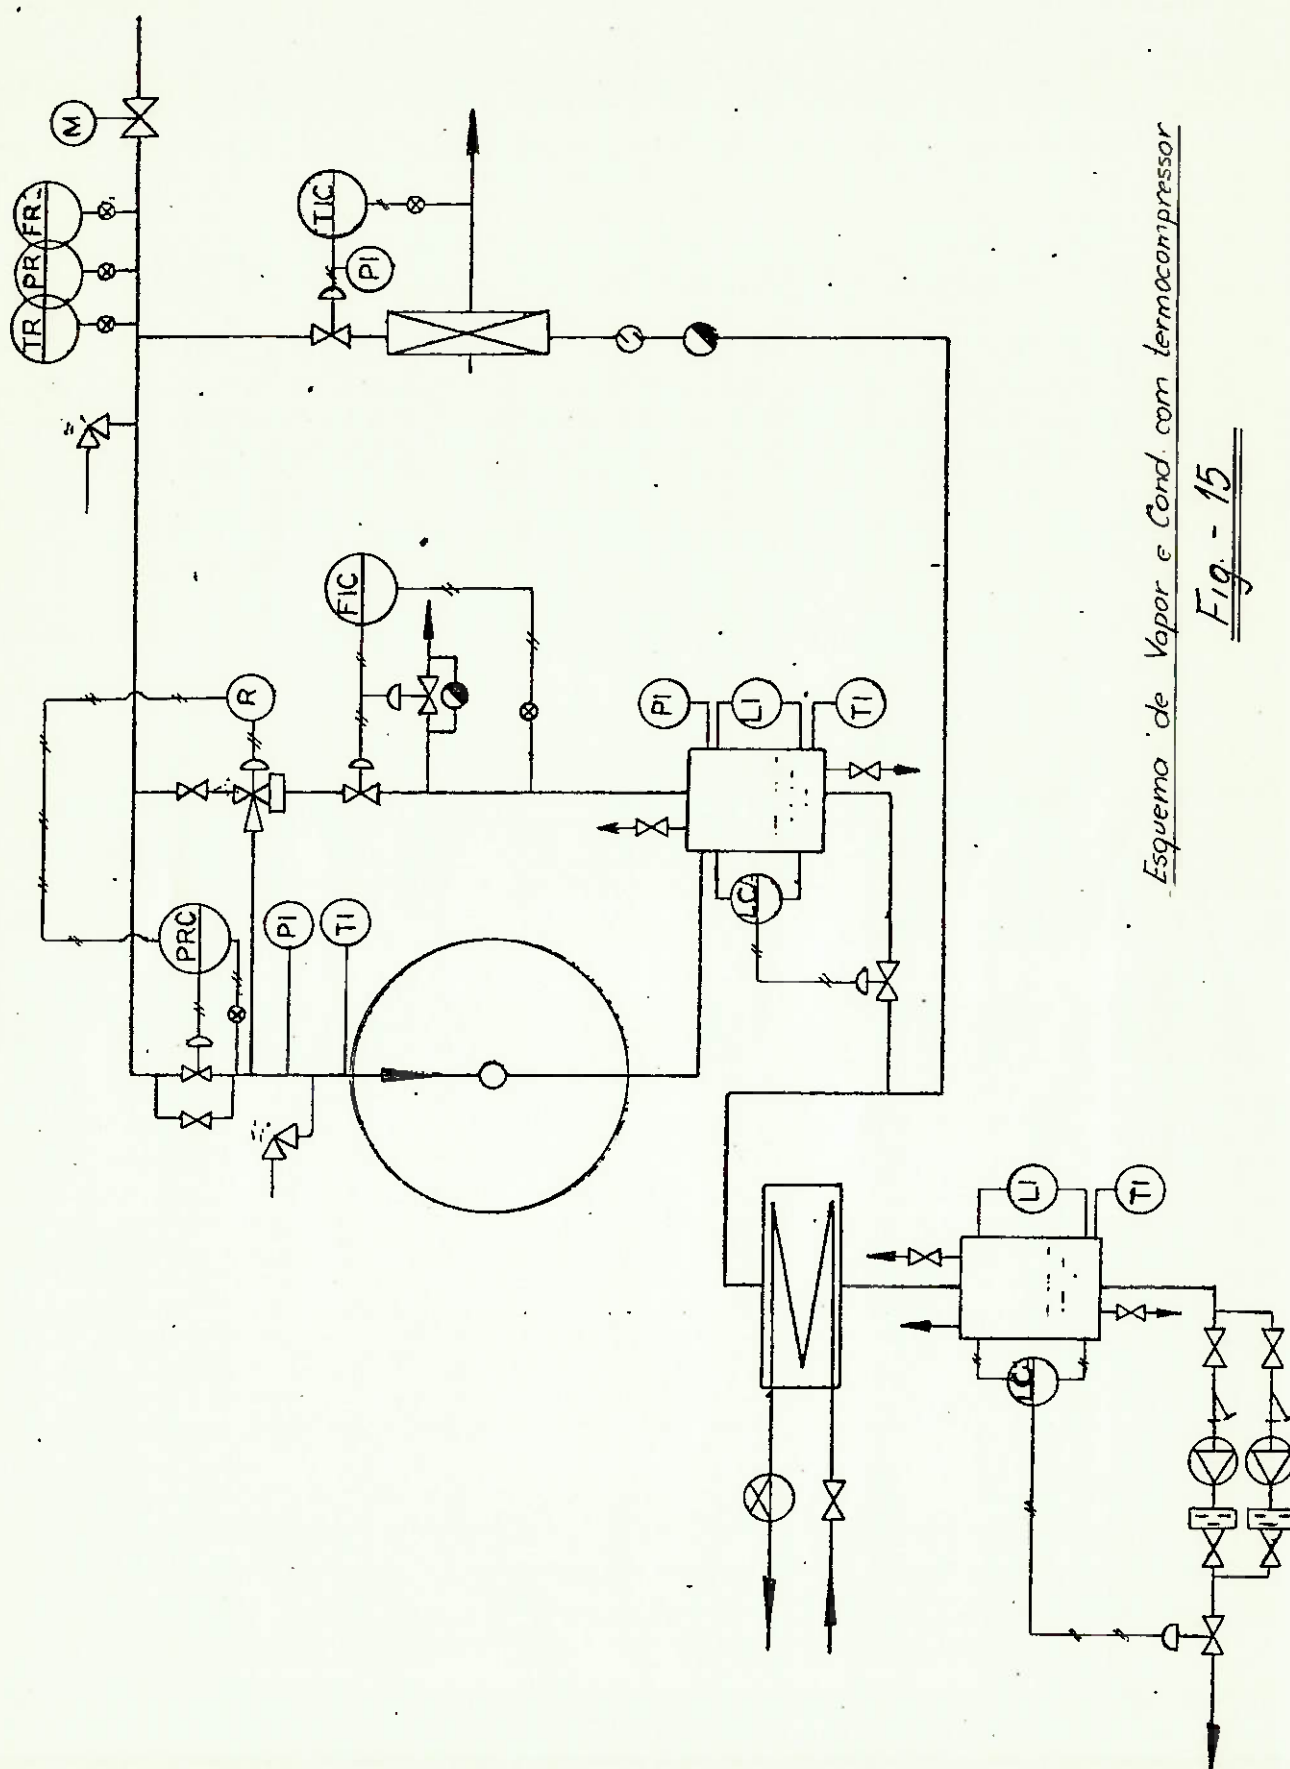 M
FR
PR
TR
TIC
PI
FIC
R
PRC
PI
TI
PI
LI
TI
LC
LI
TI
LC
Esquema de Vapor e Cond. com termocompressor
Fig. - 15